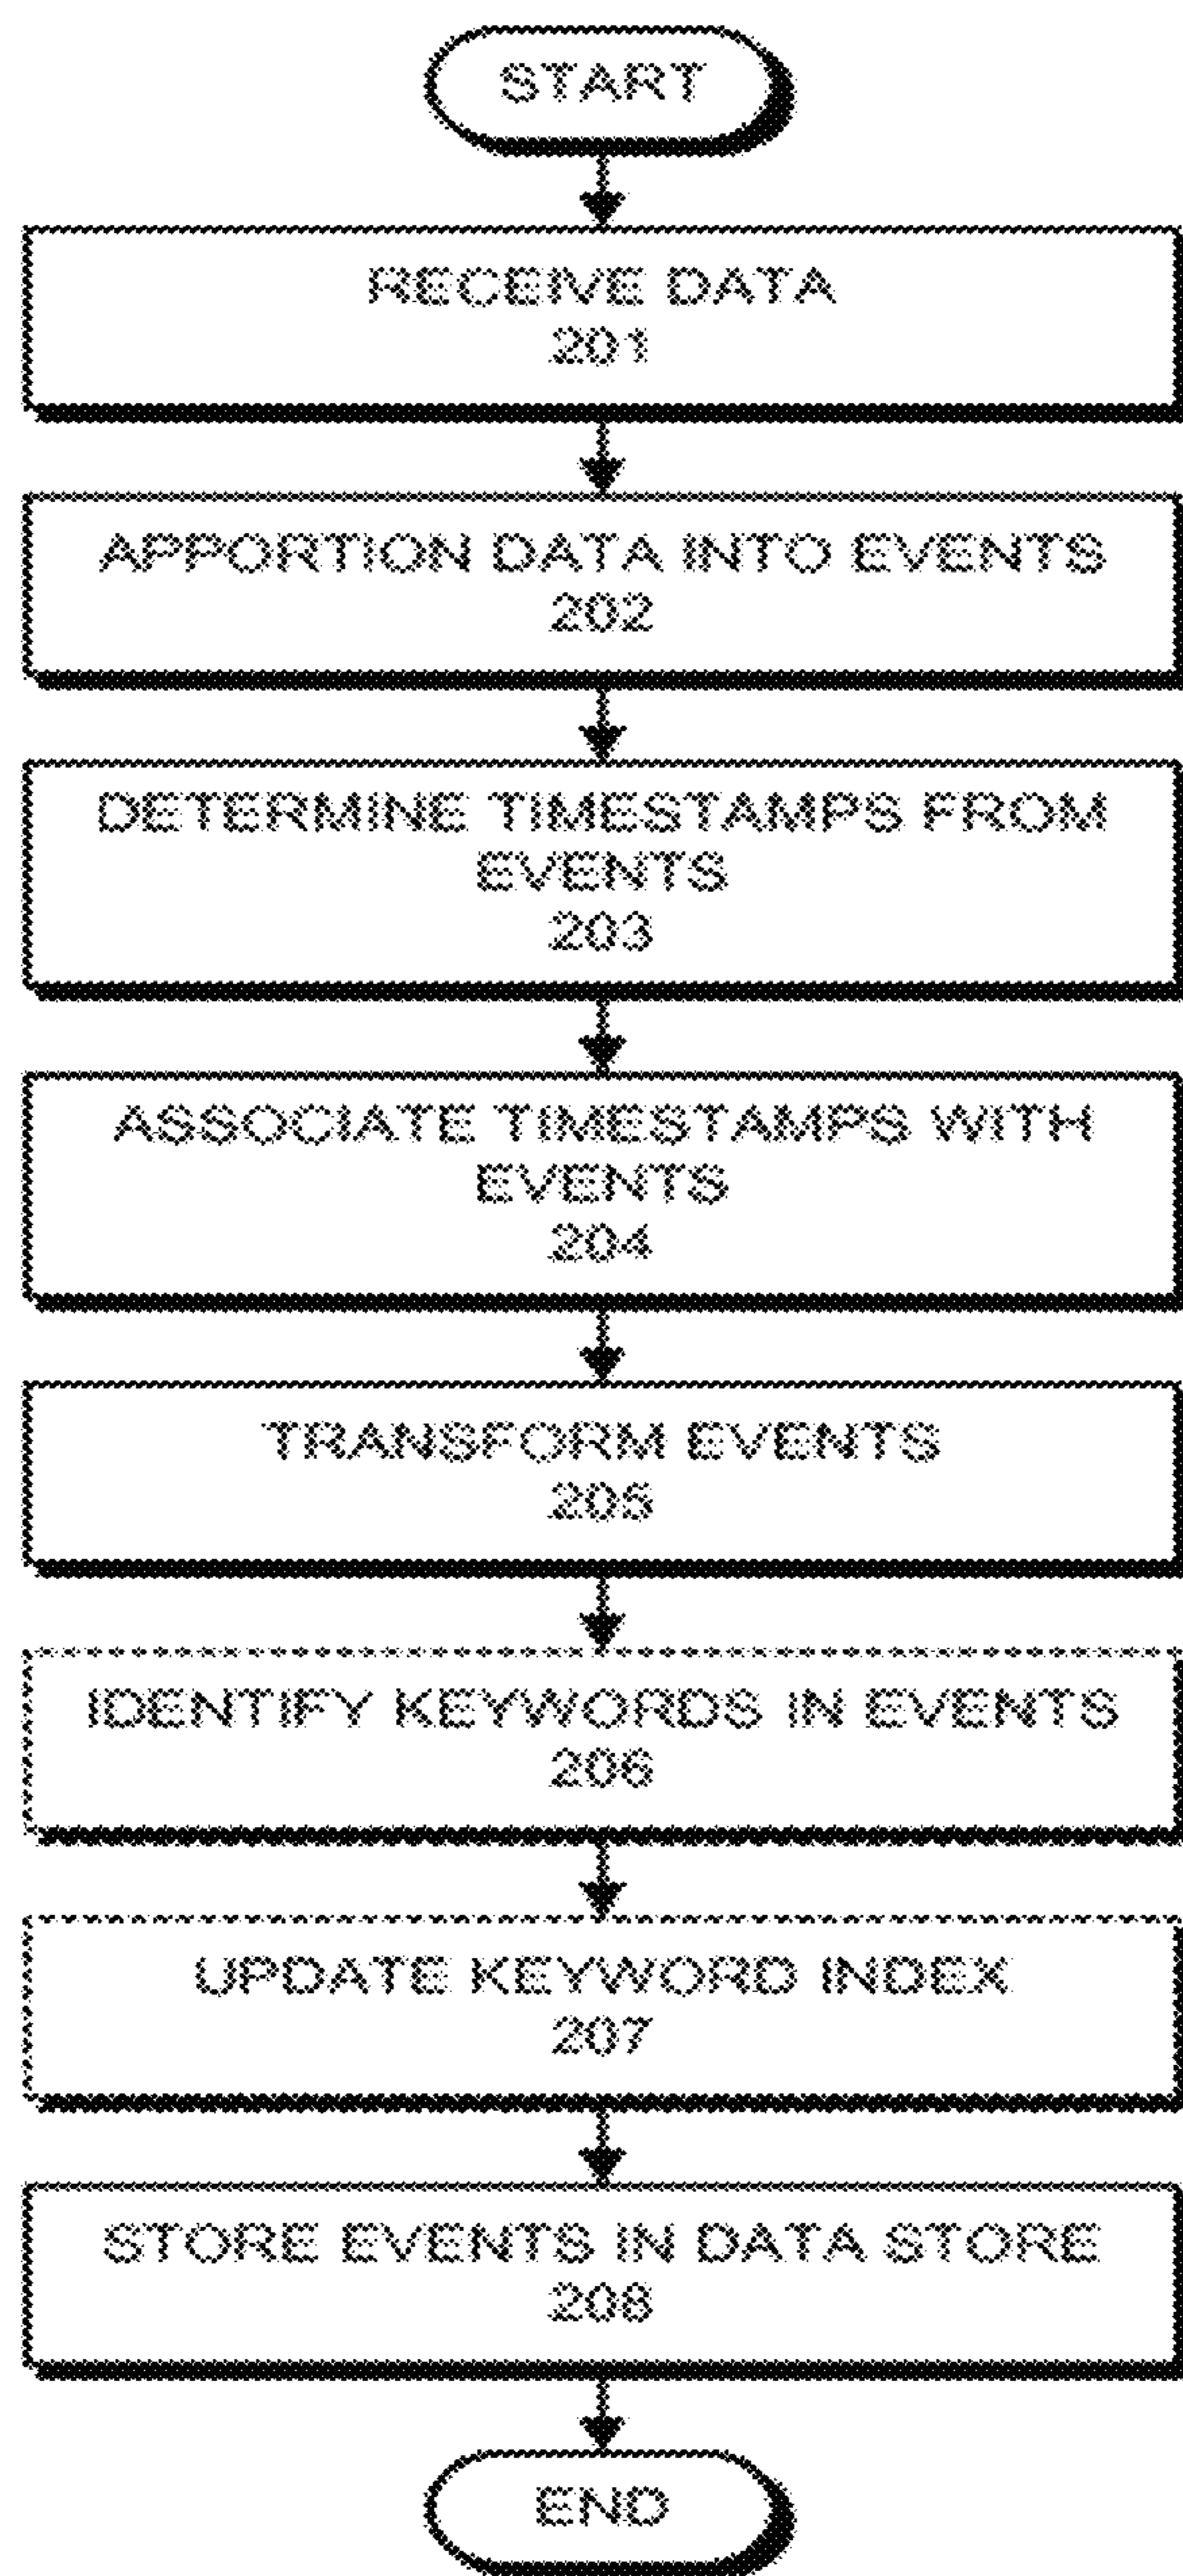 START
RECEIVE DATA
201
APPORTION DATA INTO EVENTS
202
DETERMINE TIMESTAMPS FROM
EVENTS
203
ASSOCIATE TIMESTAMPS WITH
EVENTS
204
TRANSFORM EVENTS
205
IDENTIFY KEYWORDS IN EVENTS
206
UPDATE KEYWORD INDEX
207
STORE EVENTS IN DATA STORE
208
END